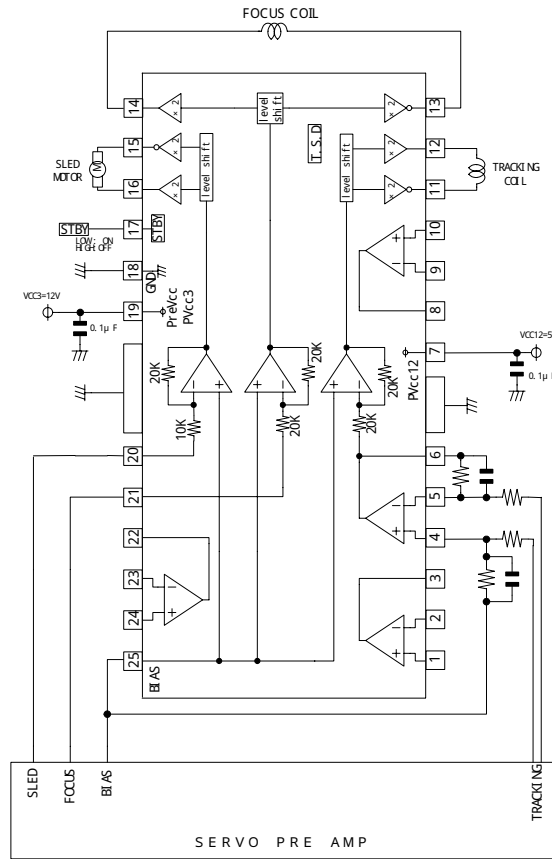 FOCUS COIL
14
13
× 2
level shift
× 2
15
SLED
MOTOR
M
16
× 2
× 2
level shift
T.S.D
level shift
× 2
× 2
12
11
TRACKING
COIL
STBY
LOW: ON
HIGH: OFF
17
STBY
10
18
GND
9
VCC3=12V
0.1μF
19
PreVcc
PVcc3
8
VCC12=5
0.1μ
7
PVcc12
20K
20K
20K
10K
20K
20K
20
6
21
5
22
4
23
3
24
2
25
BIAS
1
SLED
FOCUS
BIAS
TRACKING
SERVO PRE AMP